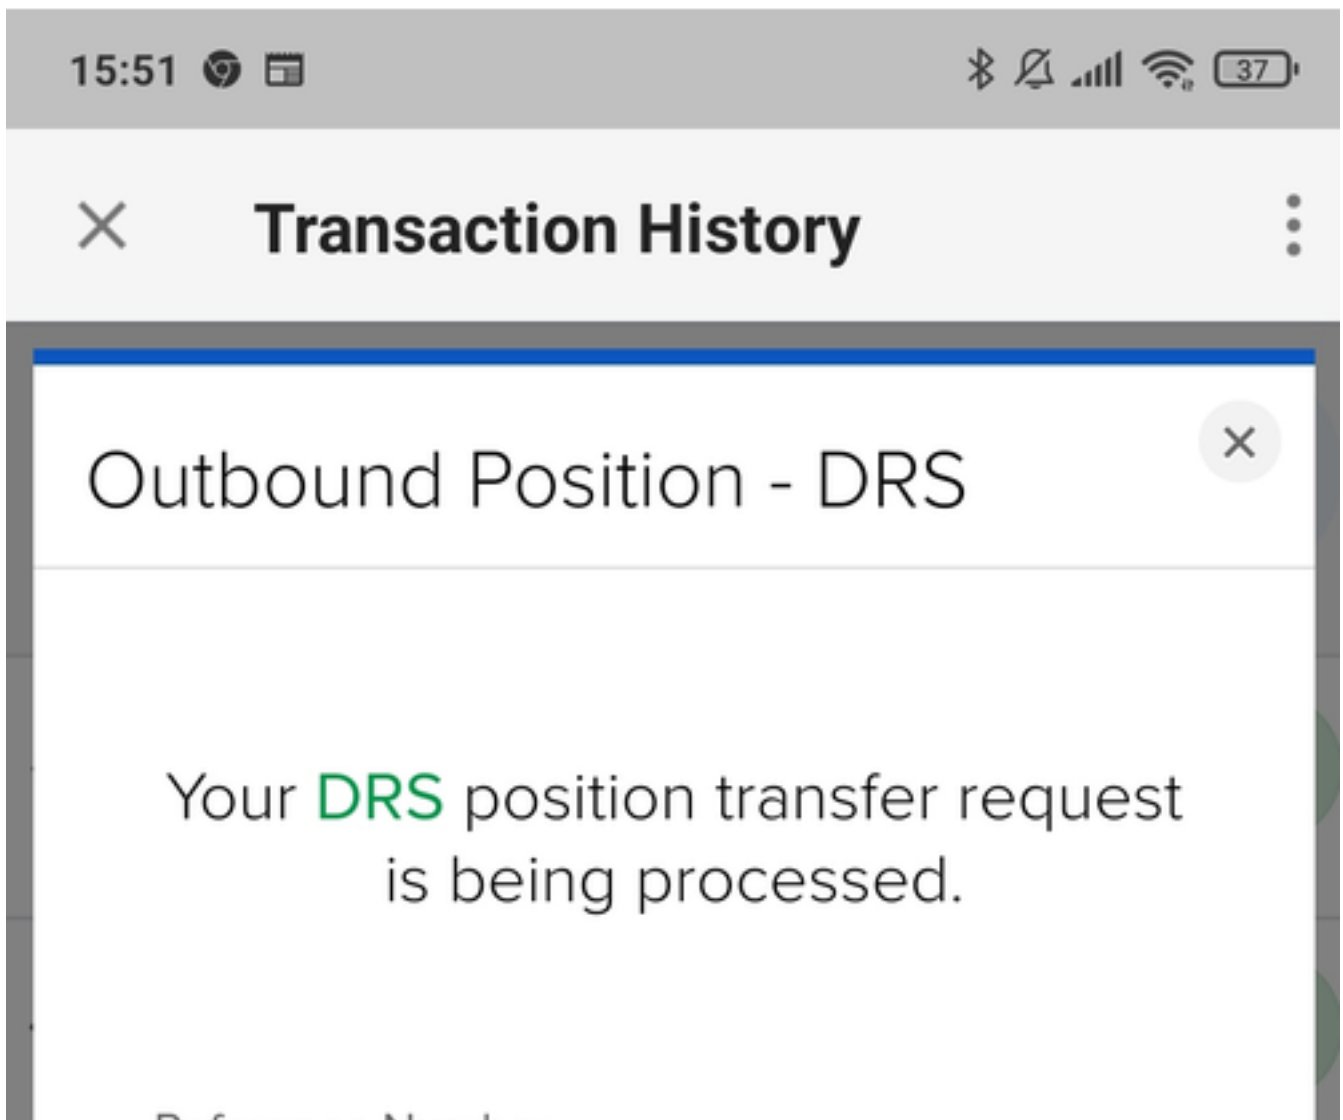 15:51
37
Transaction History
Outbound Position - DRS
Your DRS position transfer request
is being processed.